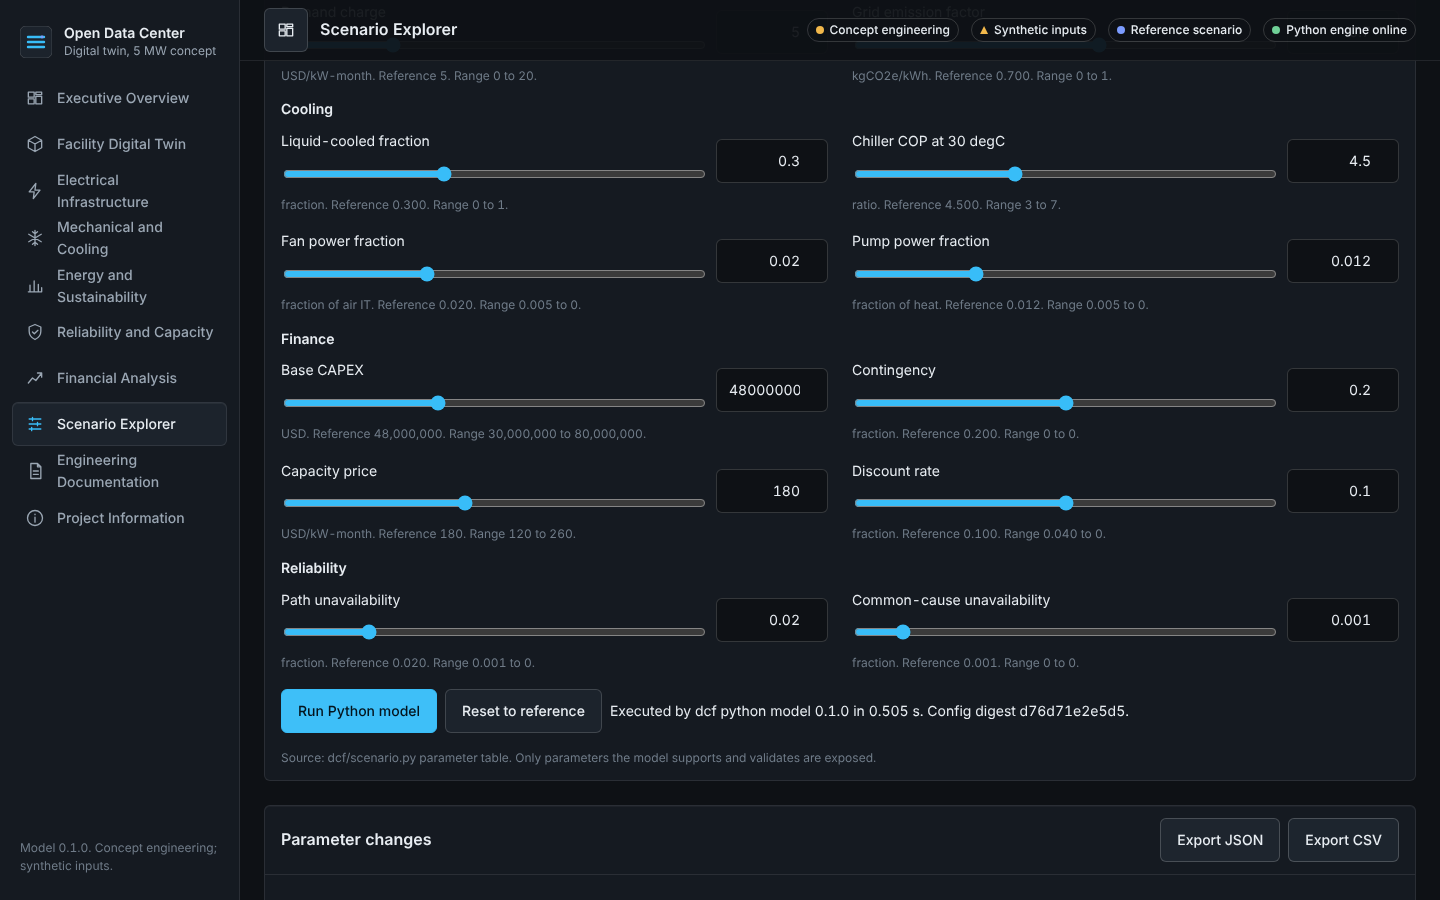 Open Data Center
Digital twin, 5 MW concept
Executive Overview
Facility Digital Twin
Electrical
Infrastructure
Mechanical and
Cooling
Energy and
Sustainability
Reliability and Capacity
Financial Analysis
Scenario Explorer
Engineering
Documentation
Project Information
Model 0.1.0. Concept engineering;
synthetic inputs.
Scenario Explorer
Concept engineering
Synthetic inputs
Reference scenario
Python engine online
Grid emission factor
5
USD/kW-month. Reference 5. Range 0 to 20.
kgCO2e/kWh. Reference 0.700. Range 0 to 1.
Cooling
Liquid-cooled fraction
0.3
fraction. Reference 0.300. Range 0 to 1.
Chiller COP at 30 degC
4.5
ratio. Reference 4.500. Range 3 to 7.
Fan power fraction
0.02
fraction of air IT. Reference 0.020. Range 0.005 to 0.
Pump power fraction
0.012
fraction of heat. Reference 0.012. Range 0.005 to 0.
Finance
Base CAPEX
48000000
USD. Reference 48,000,000. Range 30,000,000 to 80,000,000.
Contingency
0.2
fraction. Reference 0.200. Range 0 to 0.
Capacity price
180
USD/kW-month. Reference 180. Range 120 to 260.
Discount rate
0.1
fraction. Reference 0.100. Range 0.040 to 0.
Reliability
Path unavailability
0.02
fraction. Reference 0.020. Range 0.001 to 0.
Common-cause unavailability
0.001
fraction. Reference 0.001. Range 0 to 0.
Run Python model
Reset to reference
Executed by dcf python model 0.1.0 in 0.505 s. Config digest d76d71e2e5d5.
Source: dcf/scenario.py parameter table. Only parameters the model supports and validates are exposed.
Parameter changes
Export JSON
Export CSV